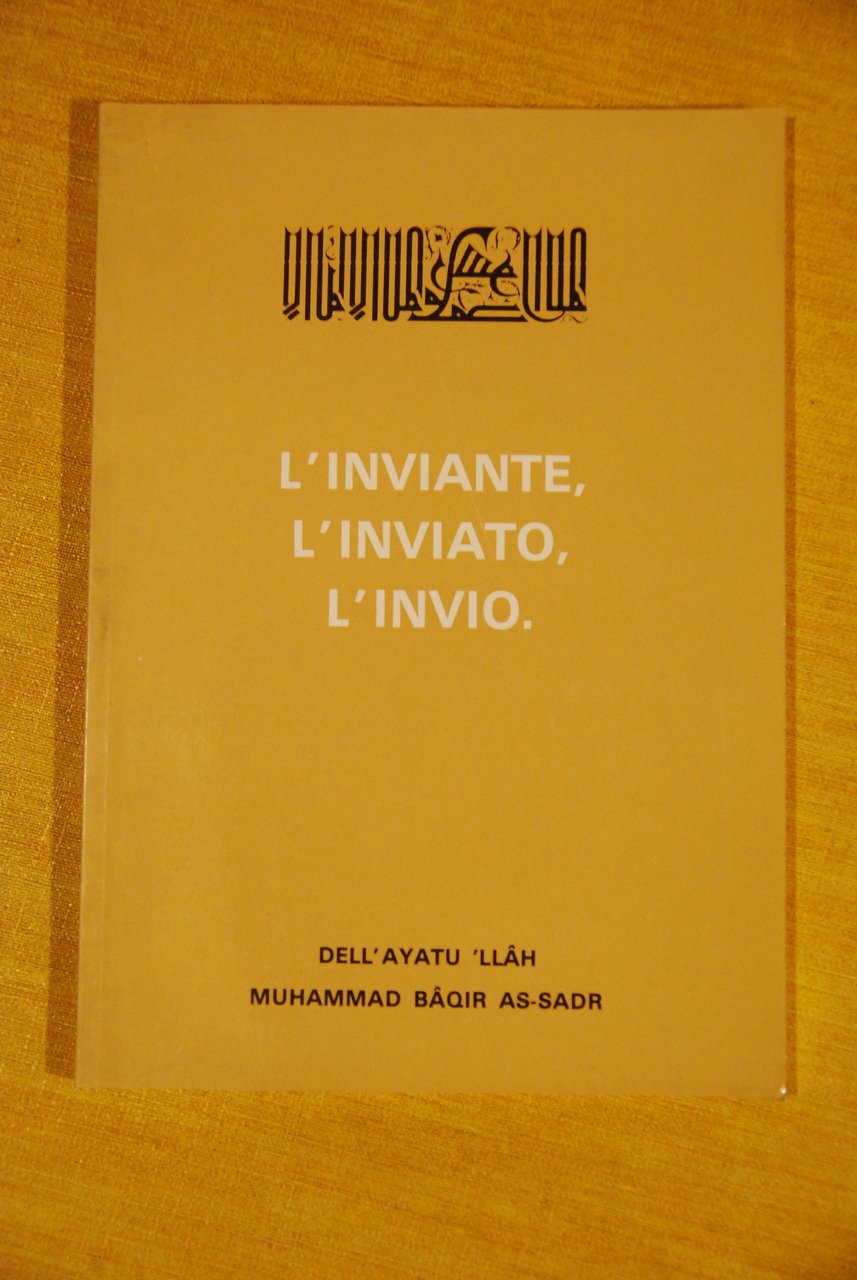 L'INVIANTE,
L'INVIATO,
L'INVIO.
DELL'AYATU 'LLÂH
MUHAMMAD BÂQIR AS-SADR